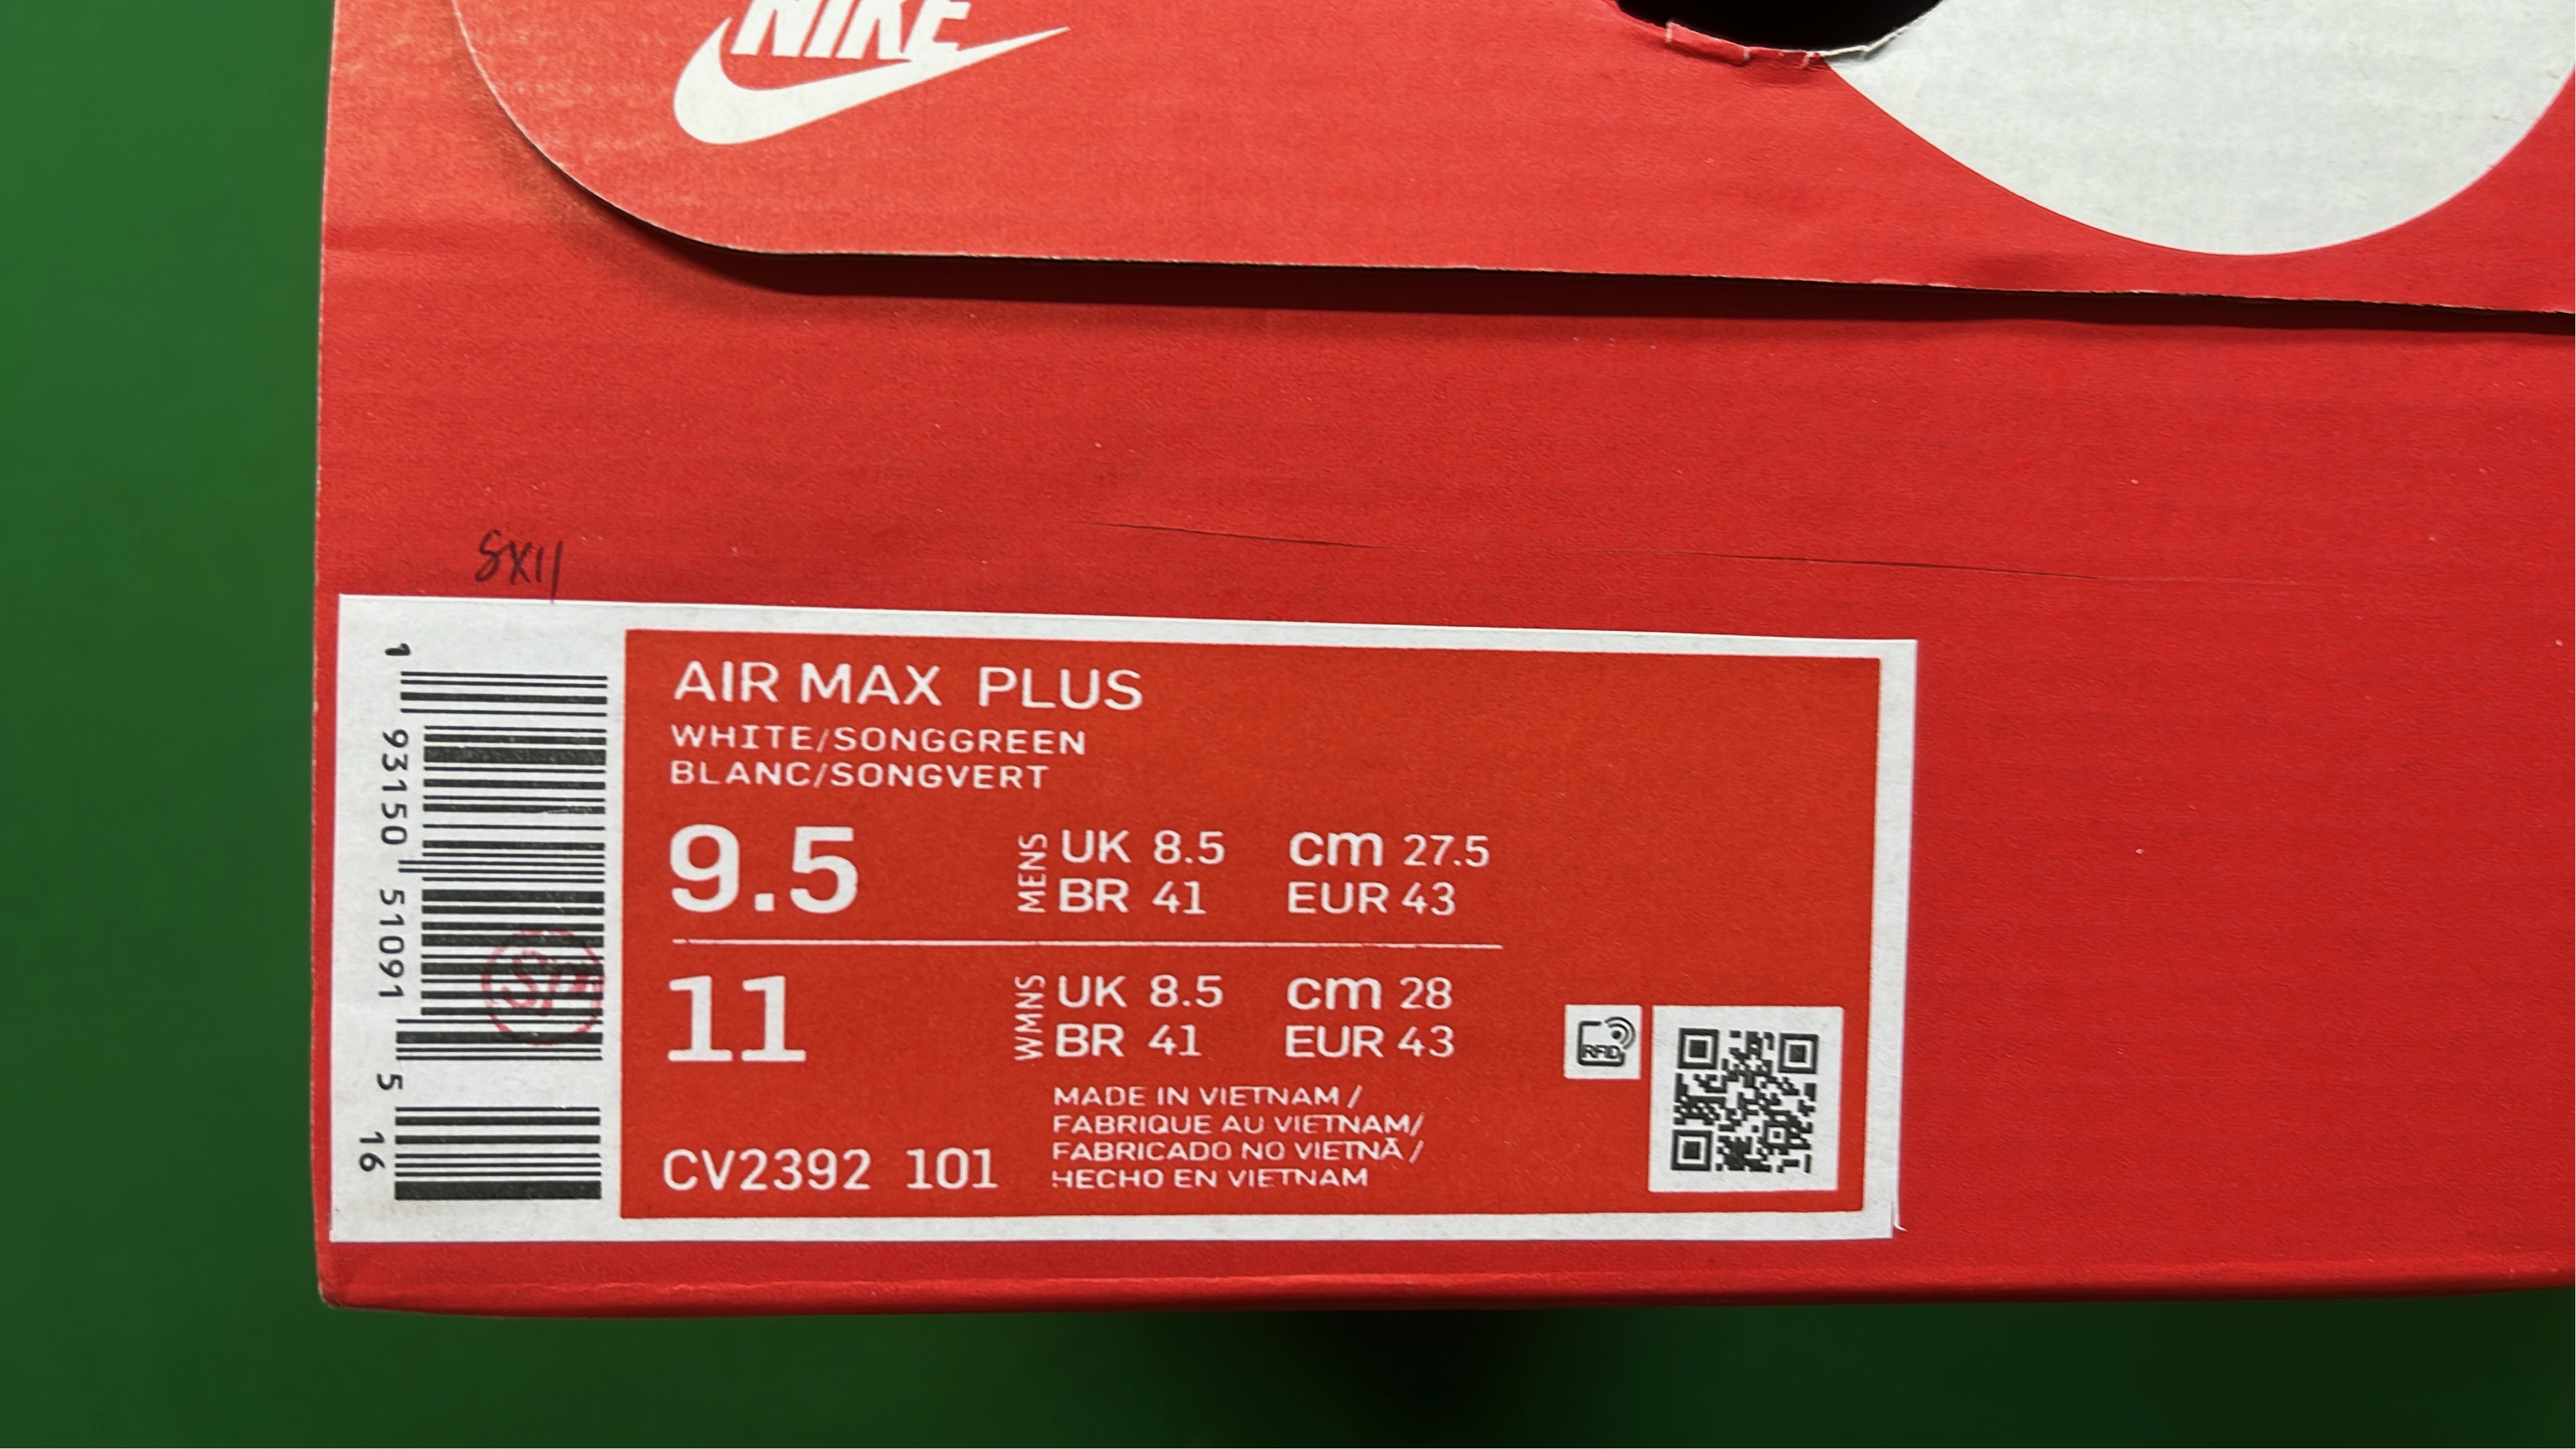 NIKE
8X11
AIR MAX PLUS
WHITE/SONGGREEN
BLANC/SONGVERT
9.5
MENS
UK 8.5 cm 27.5
BR 41 EUR 43
11
WMNS
UK 8.5 cm 28
BR 41 EUR 43
MADE IN VIETNAM /
FABRIQUE AU VIETNAM/
FABRICADO NO VIETNÃ /
HECHO EN VIETNAM
CV2392 101
RFID
1 93150 51091 5 16